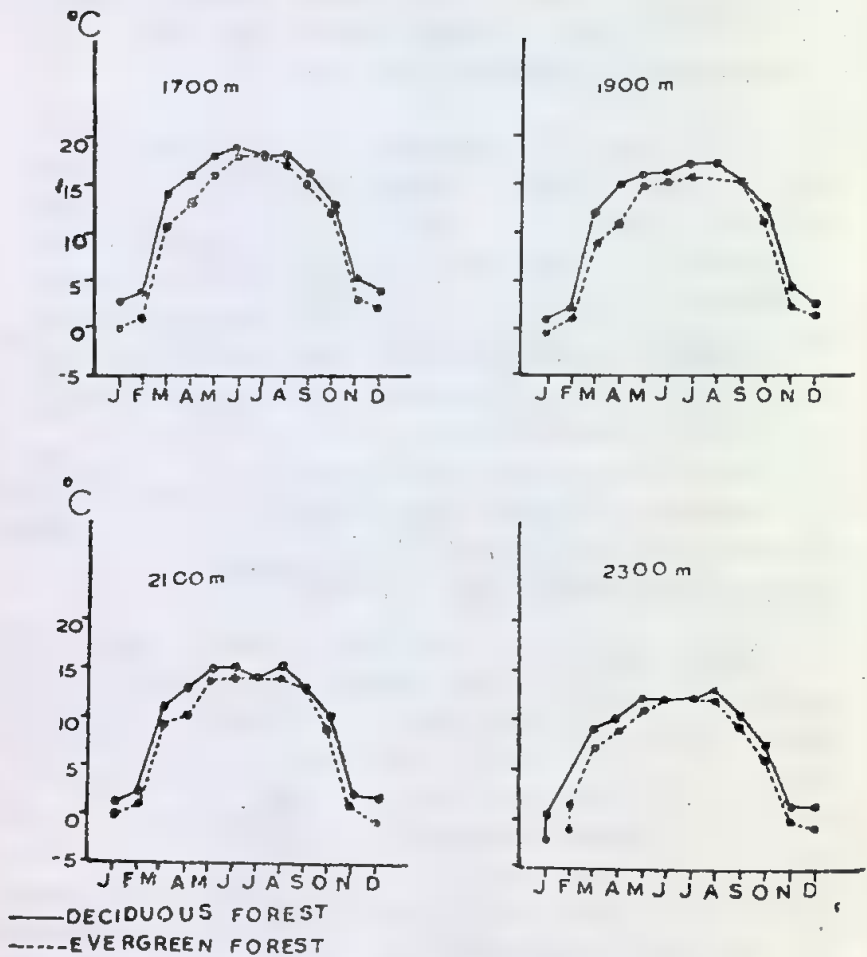 °C
1700 m
1900 m
20
15
10
5
0
-5
J F M A M J J A S O N D
J F M A M J J A S O N D
°C
2100 m
2300 m
20
15
10
5
0
-5
J F M A M J J A S O N D
J F M A M J J A S O N D
DECIDUOUS FOREST
EVERGREEN FOREST